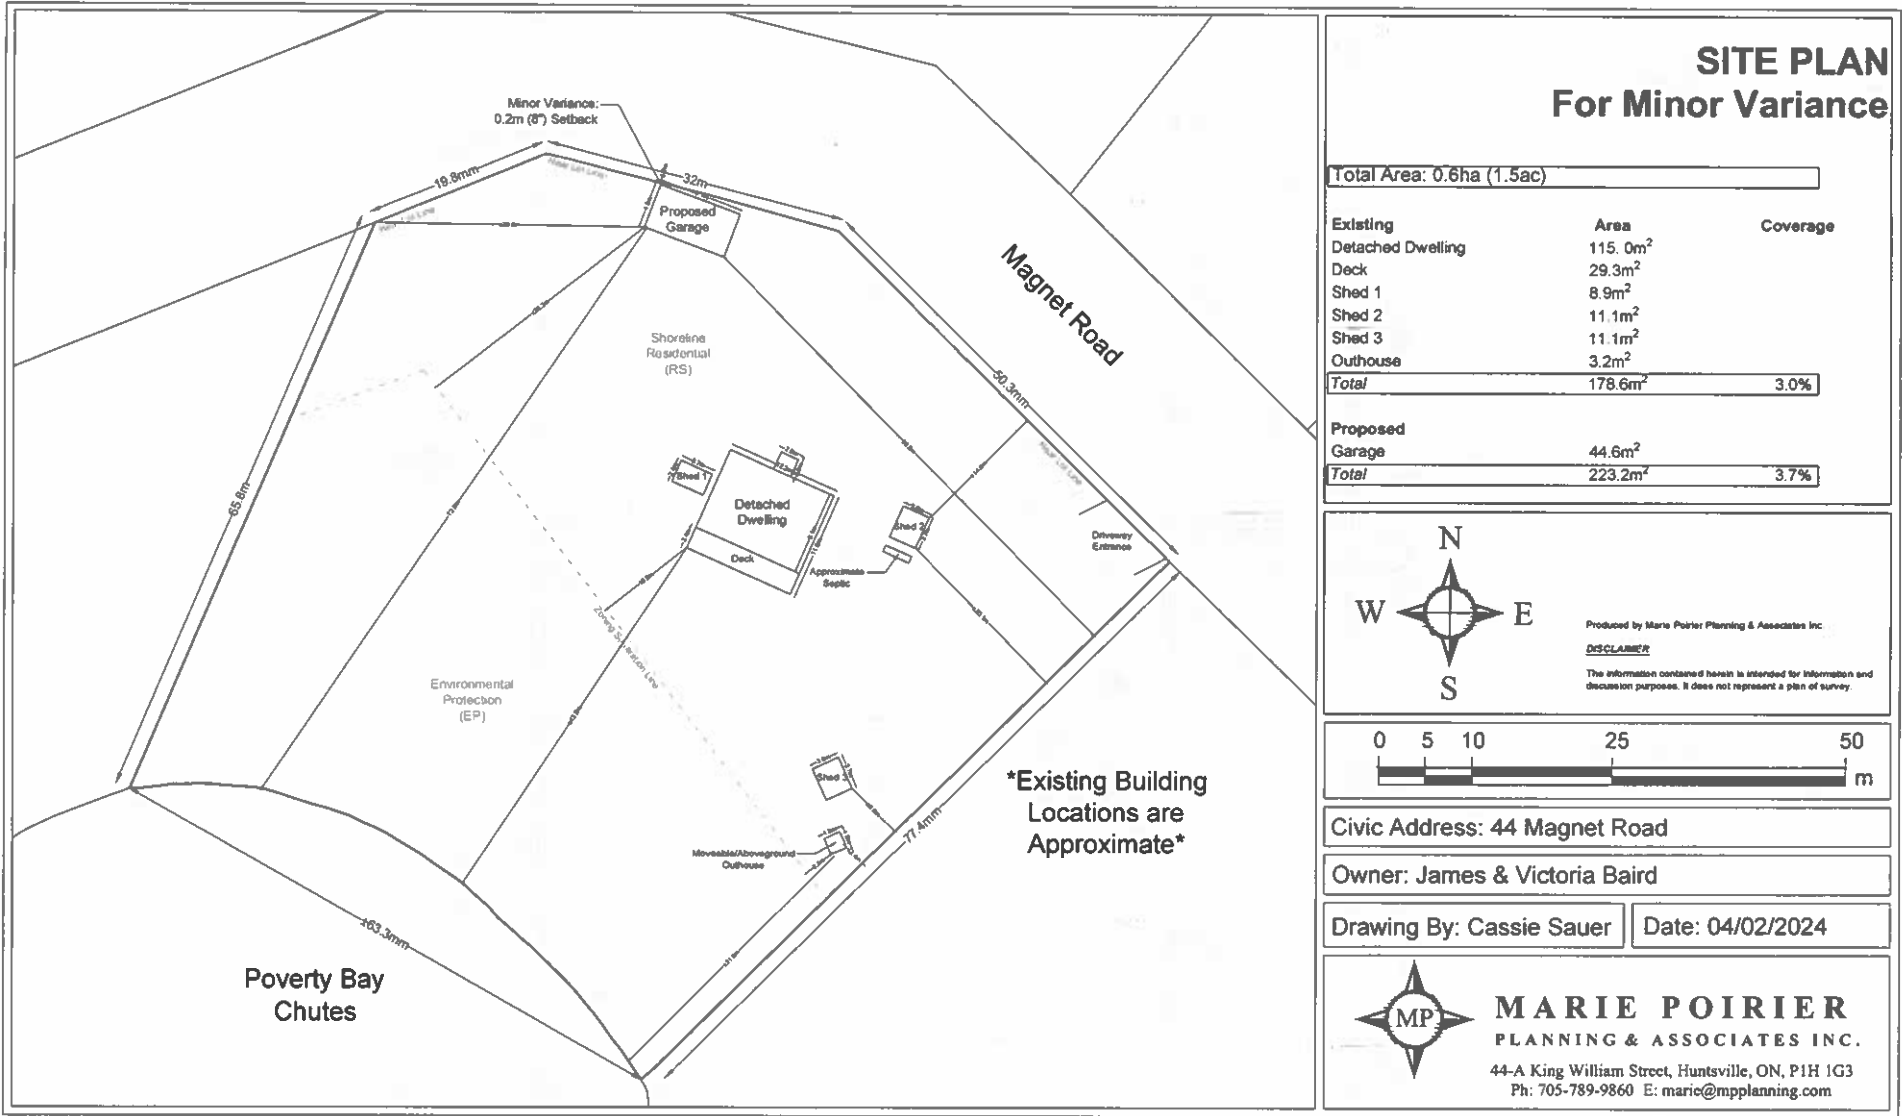 SITE PLAN
For Minor Variance
Total Area: 0.6ha (1.5ac)
Existing Area Coverage
Detached Dwelling 115. 0m²
Deck 29.3m²
Shed 1 8.9m²
Shed 2 11.1m²
Shed 3 11.1m²
Outhouse 3.2m²
Total 178.6m² 3.0%
Proposed
Garage 44.6m²
Total 223.2m² 3.7%
N
W E
S
Produced by Marie Poirier Planning & Associates Inc
DISCLAIMER
The information contained herein is intended for information and
discussion purposes. It does not represent a plan of survey.
0 5 10 25 50
m
Civic Address: 44 Magnet Road
Owner: James & Victoria Baird
Drawing By: Cassie Sauer
Date: 04/02/2024
MP
MARIE POIRIER
PLANNING & ASSOCIATES INC.
44-A King William Street, Huntsville, ON, P1H 1G3
Ph: 705-789-9860 E: marie@mpplanning.com
Minor Variance:
0.2m (8") Setback
19.8mm
32m
Rear Lot Line
Proposed
Garage
Magnet Road
Shoreline
Residential
(RS)
50.3mm
Rear Lot Line
65.8m
Shed 1
Detached
Dwelling
Deck
Shed 2
Approximate
Septic
Driveway
Entrance
Zoning Separation Line
Environmental
Protection
(EP)
Shed 3
Moveable/Aboveground
Outhouse
*Existing Building
Locations are
Approximate*
77.4mm
±63.3mm
Poverty Bay
Chutes